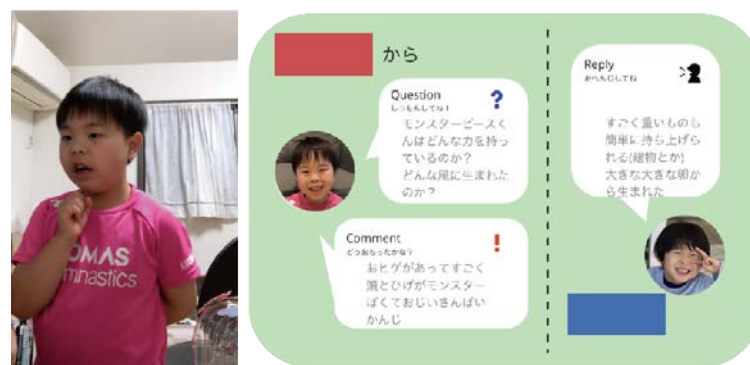 OMAS
mnastics
から
Question
しつもんしてね!
モンスターピースく
んはどんな力を持っ
ているのか?
どんな風に生まれた
のか?
Comment
どうおもったかな?
おヒゲがあってすごく
頭とひげがモンスター
ぽくておじいさんぽい
かんじ
Reply
おへんじしてね
すごく重いものも
簡単に持ち上げら
れる(建物とか)
大きな大きな卵か
ら生まれた